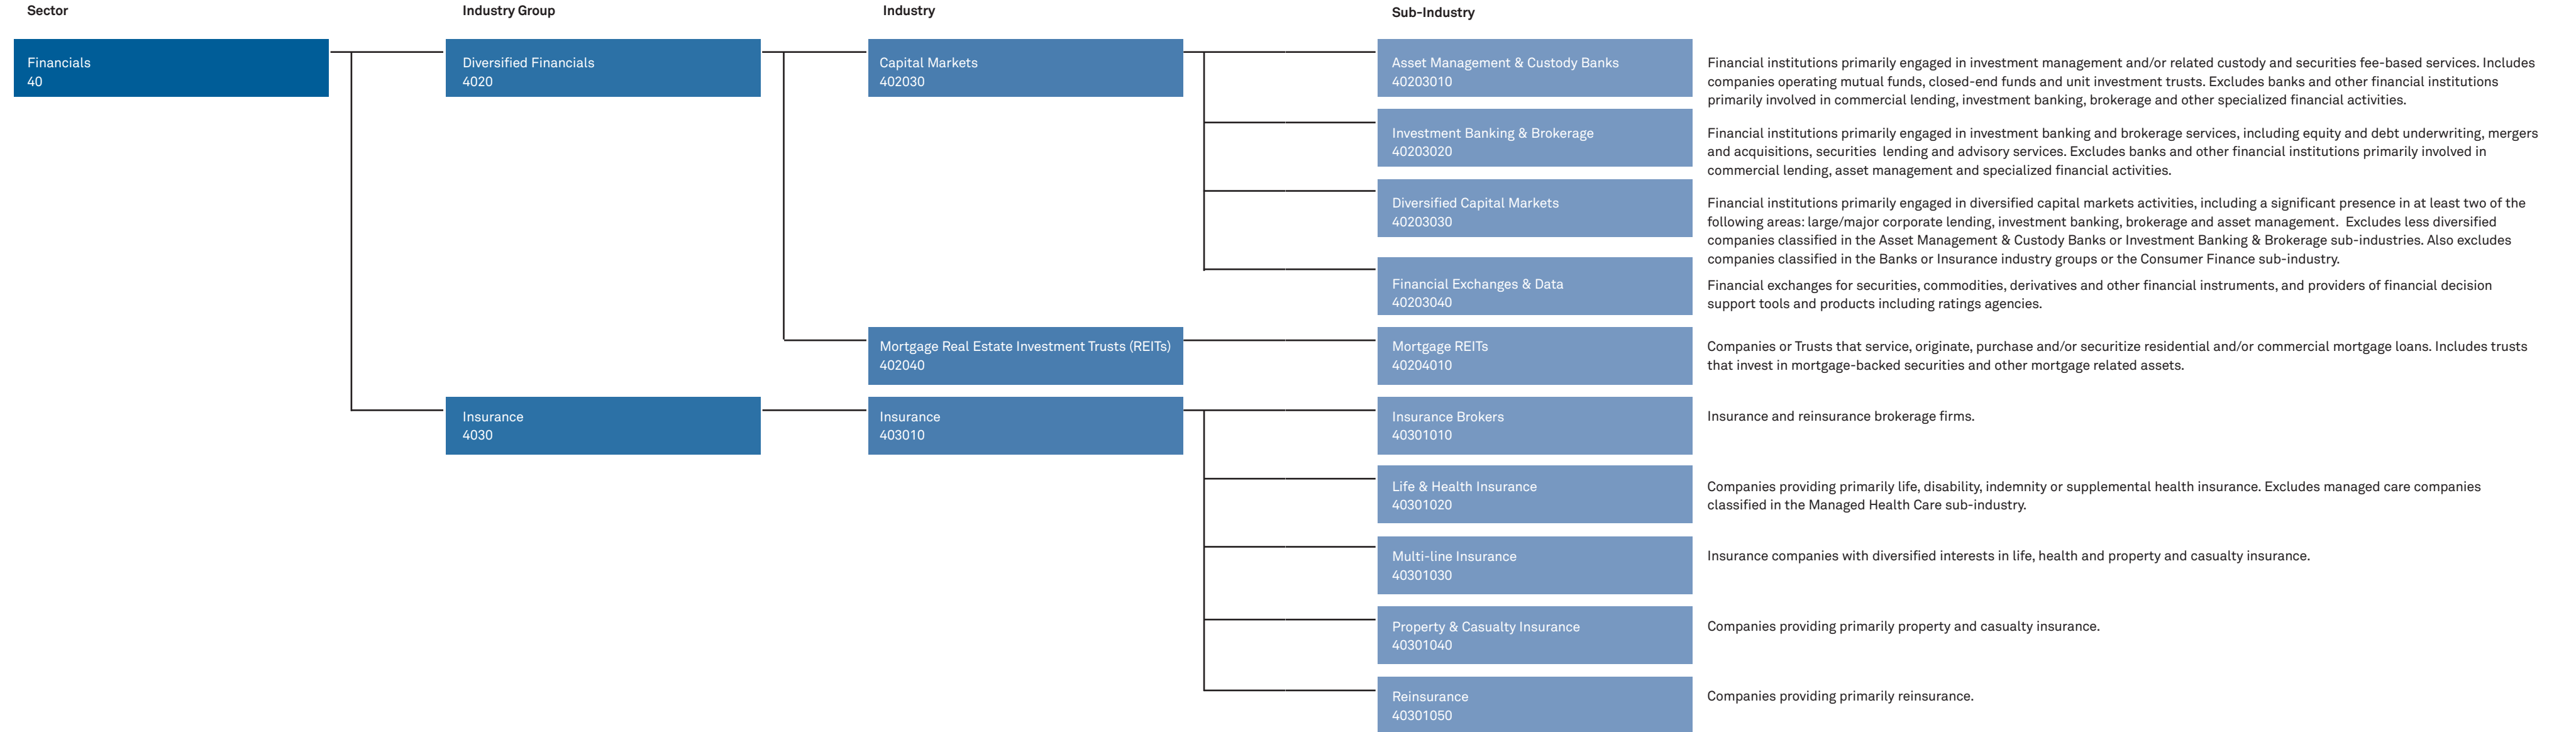 Sector
Industry Group
Industry
Sub-Industry
Financials
40
Diversified Financials
4020
Capital Markets
402030
Asset Management & Custody Banks
40203010
Financial institutions primarily engaged in investment management and/or related custody and securities fee-based services. Includes
companies operating mutual funds, closed-end funds and unit investment trusts. Excludes banks and other financial institutions
primarily involved in commercial lending, investment banking, brokerage and other specialized financial activities.
Investment Banking & Brokerage
40203020
Financial institutions primarily engaged in investment banking and brokerage services, including equity and debt underwriting, mergers
and acquisitions, securities lending and advisory services. Excludes banks and other financial institutions primarily involved in
commercial lending, asset management and specialized financial activities.
Diversified Capital Markets
40203030
Financial institutions primarily engaged in diversified capital markets activities, including a significant presence in at least two of the
following areas: large/major corporate lending, investment banking, brokerage and asset management. Excludes less diversified
companies classified in the Asset Management & Custody Banks or Investment Banking & Brokerage sub-industries. Also excludes
companies classified in the Banks or Insurance industry groups or the Consumer Finance sub-industry.
Financial Exchanges & Data
40203040
Financial exchanges for securities, commodities, derivatives and other financial instruments, and providers of financial decision
support tools and products including ratings agencies.
Mortgage Real Estate Investment Trusts (REITs)
402040
Mortgage REITs
40204010
Companies or Trusts that service, originate, purchase and/or securitize residential and/or commercial mortgage loans. Includes trusts
that invest in mortgage-backed securities and other mortgage related assets.
Insurance
4030
Insurance
403010
Insurance Brokers
40301010
Insurance and reinsurance brokerage firms.
Life & Health Insurance
40301020
Companies providing primarily life, disability, indemnity or supplemental health insurance. Excludes managed care companies
classified in the Managed Health Care sub-industry.
Multi-line Insurance
40301030
Insurance companies with diversified interests in life, health and property and casualty insurance.
Property & Casualty Insurance
40301040
Companies providing primarily property and casualty insurance.
Reinsurance
40301050
Companies providing primarily reinsurance.